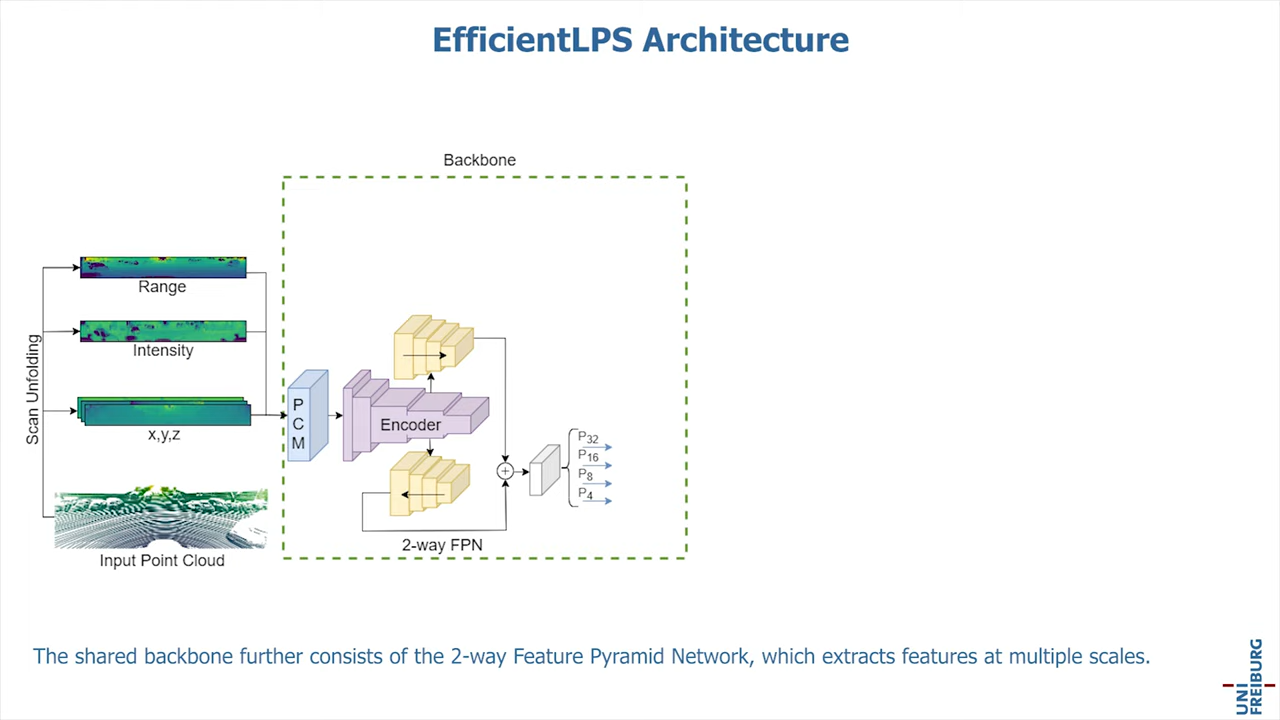 EfficientLPS Architecture
Backbone
Range
Intensity
Scan Unfolding
x,y,z
P
C
M
Encoder
P32
P16
P8
P4
+
2-way FPN
Input Point Cloud
The shared backbone further consists of the 2-way Feature Pyramid Network, which extracts features at multiple scales.
UNI
FREIBURG